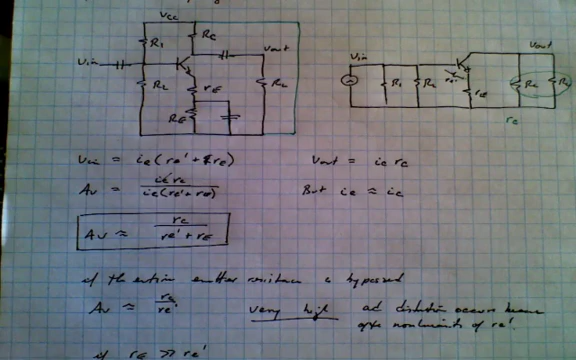 Vcc
R1
Rc
Vin
Vout
R2
rE
RE
RL
Vin
Vout
R1
R2
re'
rE
Rc
RL
rc
Vin = ie(re' + rE)
Vout = ic rc
Av = ic rc / ie(re' + rE)
But ie ≈ ic
Av ≈ rc / re' + rE
if the entire emitter resistance is bypassed
Av ≈ rc / re'
very high
and distortion occurs because
of the nonlinearity of re'.
if rE >> re'